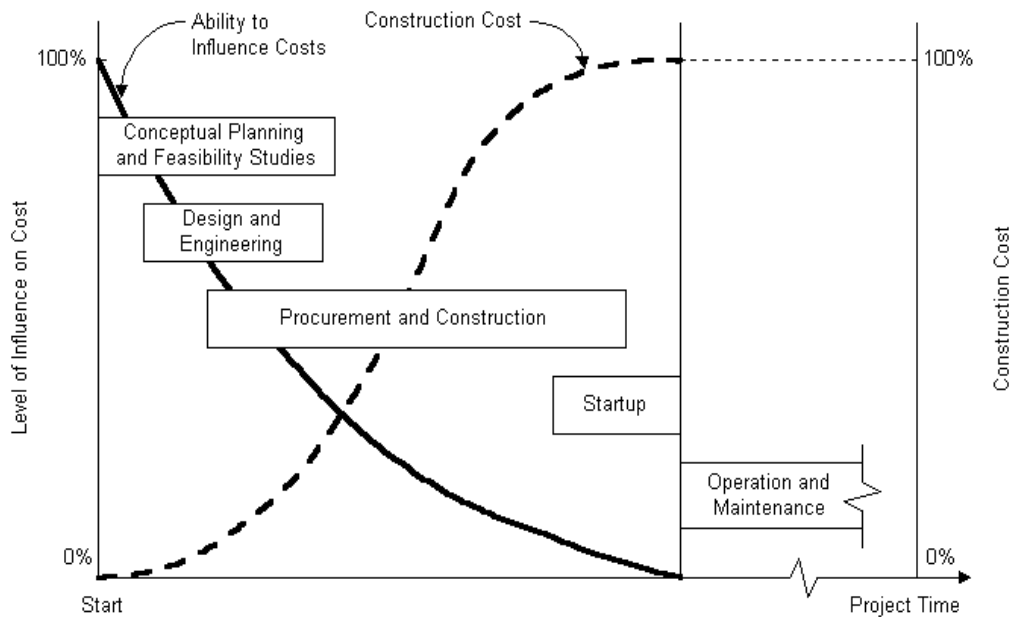 Ability to
Influence Costs
Construction Cost
100%
100%
Conceptual Planning
and Feasibility Studies
Design and
Engineering
Procurement and Construction
Startup
Operation and
Maintenance
Level of Influence on Cost
Construction Cost
0%
0%
Start
Project Time